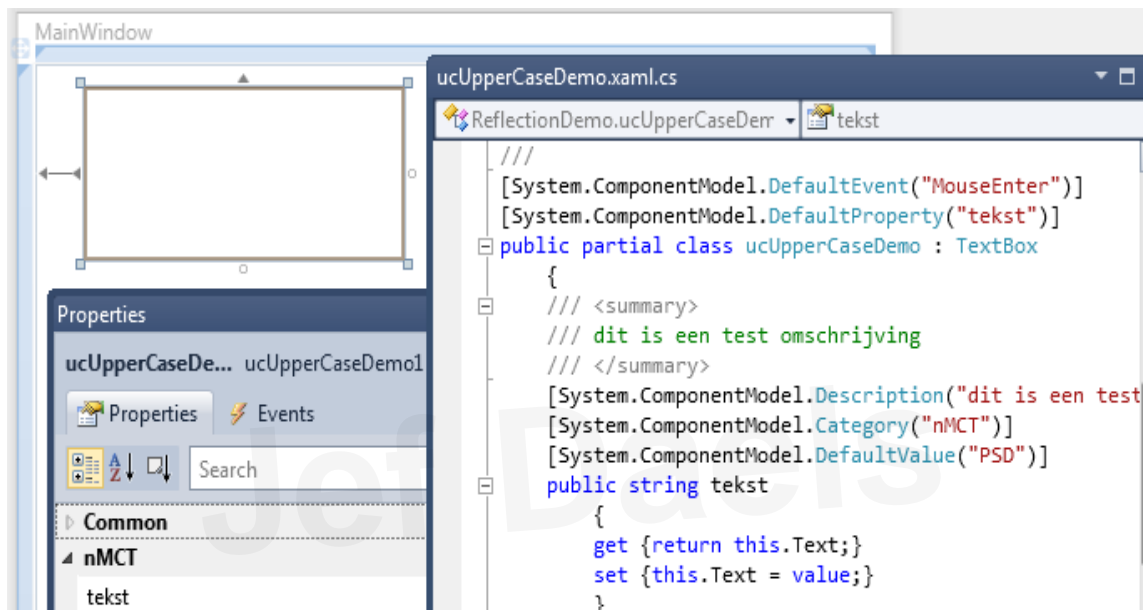 MainWindow
ucUpperCaseDemo.xaml.cs
ReflectionDemo.ucUpperCaseDem
tekst
///
[System.ComponentModel.DefaultEvent("MouseEnter")]
[System.ComponentModel.DefaultProperty("tekst")]
public partial class ucUpperCaseDemo : TextBox
{
/// <summary>
/// dit is een test omschrijving
/// </summary>
[System.ComponentModel.Description("dit is een test
[System.ComponentModel.Category("nMCT")]
[System.ComponentModel.DefaultValue("PSD")]
public string tekst
{
get {return this.Text;}
set {this.Text = value;}
}
Properties
ucUpperCaseDe... ucUpperCaseDemo1
Properties Events
Search
Common
nMCT
tekst
Jef Daels